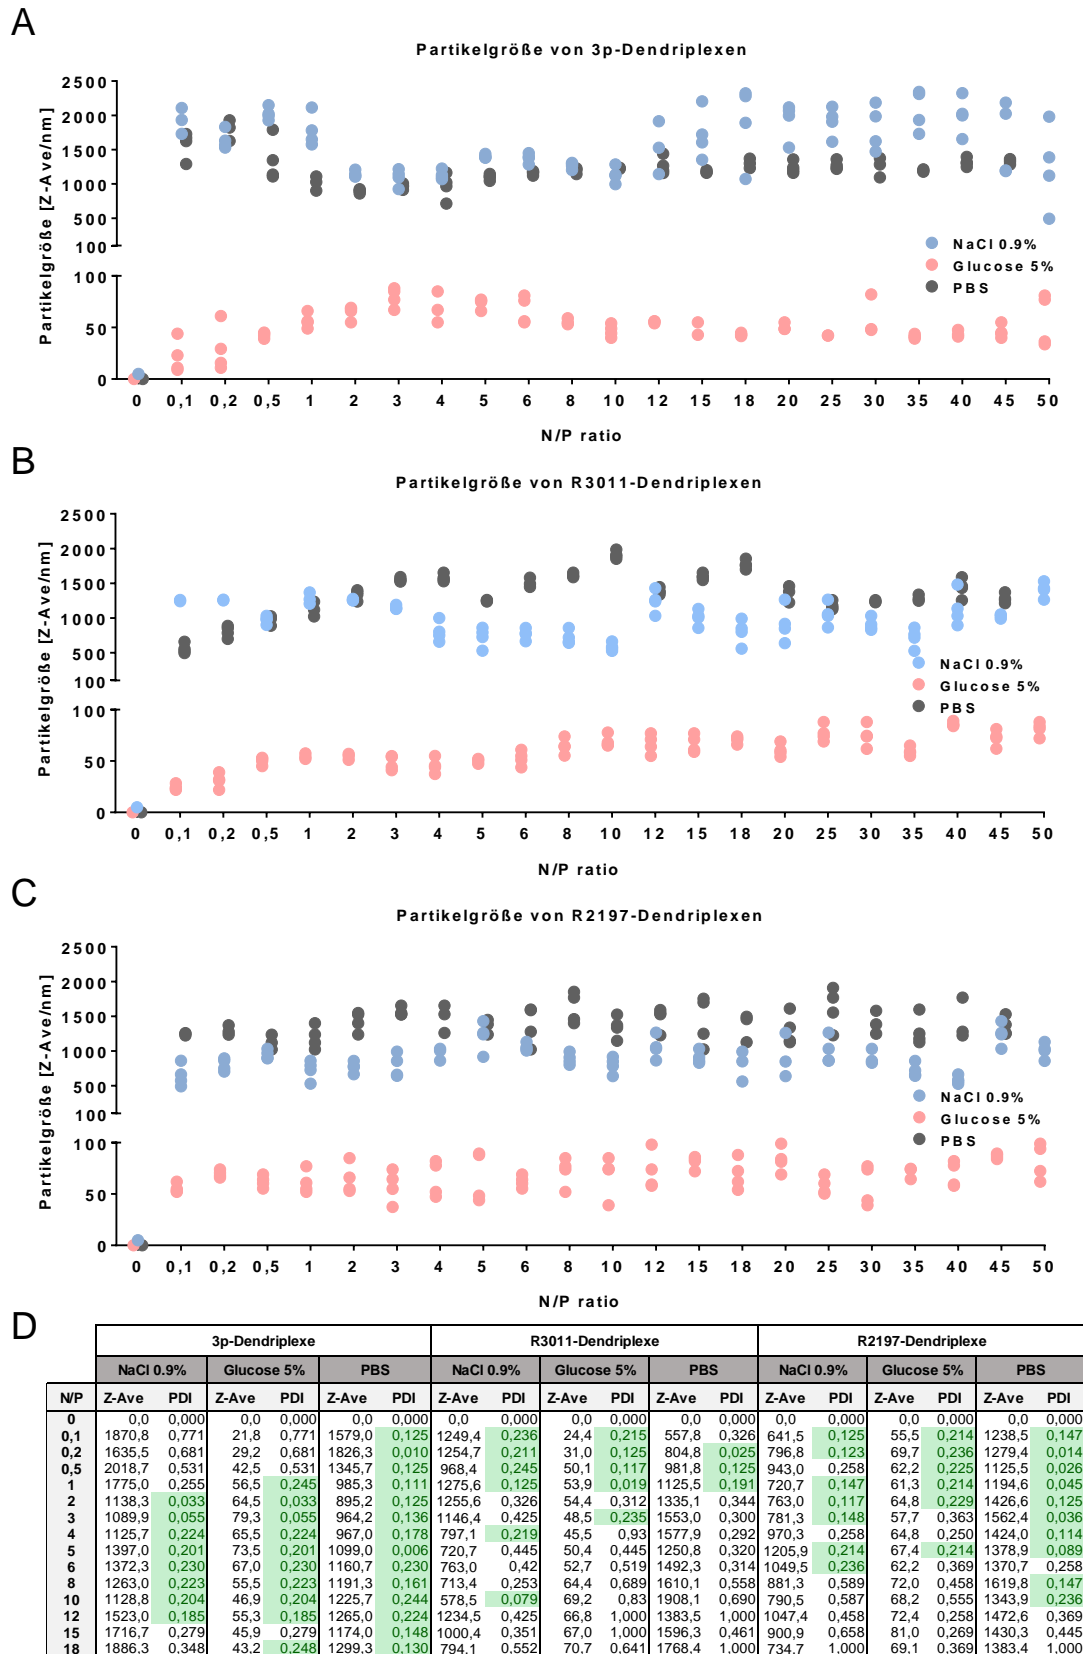 A
Partikelgröße von 3p-Dendriplexen
Partikelgröße [Z-Ave/nm]
2500
2000
1500
1000
500
100
100
50
0
NaCl 0.9%
Glucose 5%
PBS
0 0,1 0,2 0,5 1 2 3 4 5 6 8 10 12 15 18 20 25 30 35 40 45 50
N/P ratio
B
Partikelgröße von R3011-Dendriplexen
Partikelgröße [Z-Ave/nm]
2500
2000
1500
1000
500
100
100
50
0
NaCl 0.9%
Glucose 5%
PBS
0 0,1 0,2 0,5 1 2 3 4 5 6 8 10 12 15 18 20 25 30 35 40 45 50
N/P ratio
C
Partikelgröße von R2197-Dendriplexen
Partikelgröße [Z-Ave/nm]
2500
2000
1500
1000
500
100
100
50
0
NaCl 0.9%
Glucose 5%
PBS
0 0,1 0,2 0,5 1 2 3 4 5 6 8 10 12 15 18 20 25 30 35 40 45 50
N/P ratio
D
3p-Dendriplexe R3011-Dendriplexe R2197-Dendriplexe
NaCl 0.9% Glucose 5% PBS NaCl 0.9% Glucose 5% PBS NaCl 0.9% Glucose 5% PBS
N/P Z-Ave PDI Z-Ave PDI Z-Ave PDI Z-Ave PDI Z-Ave PDI Z-Ave PDI Z-Ave PDI Z-Ave PDI Z-Ave PDI
0 0,0 0,000 0,0 0,000 0,0 0,000 0,0 0,000 0,0 0,000 0,0 0,000 0,0 0,000 0,0 0,000 0,0 0,000
0,1 1870,8 0,771 21,8 0,771 1579,0 0,125 1249,4 0,236 24,4 0,215 557,8 0,326 641,5 0,125 55,5 0,214 1238,5 0,147
0,2 1635,5 0,681 29,2 0,681 1826,3 0,010 1254,7 0,211 31,0 0,125 804,8 0,025 796,8 0,123 69,7 0,236 1279,4 0,014
0,5 2018,7 0,531 42,5 0,531 1345,7 0,125 968,4 0,245 50,1 0,117 981,8 0,125 943,0 0,258 62,2 0,225 1125,5 0,026
1 1775,0 0,255 56,5 0,245 985,3 0,111 1275,6 0,125 53,9 0,019 1125,5 0,191 720,7 0,147 61,3 0,214 1194,6 0,045
2 1138,3 0,033 64,5 0,033 895,2 0,125 1255,6 0,326 54,4 0,312 1335,1 0,344 763,0 0,117 64,8 0,229 1426,6 0,125
3 1089,9 0,055 79,3 0,055 964,2 0,136 1146,4 0,425 48,5 0,235 1553,0 0,300 781,3 0,148 57,7 0,363 1562,4 0,036
4 1125,7 0,224 65,5 0,224 967,0 0,178 797,1 0,219 45,5 0,93 1577,9 0,292 970,3 0,258 64,8 0,250 1424,0 0,114
5 1397,0 0,201 73,5 0,201 1099,0 0,006 720,7 0,445 50,4 0,445 1250,8 0,320 1205,9 0,214 67,4 0,214 1378,9 0,089
6 1372,3 0,230 67,0 0,230 1160,7 0,230 763,0 0,42 52,7 0,519 1492,3 0,314 1049,5 0,236 62,2 0,369 1370,7 0,258
8 1263,0 0,223 55,5 0,223 1191,3 0,161 713,4 0,253 64,4 0,689 1610,1 0,558 881,3 0,589 72,0 0,458 1619,8 0,147
10 1128,8 0,204 46,9 0,204 1225,7 0,244 578,5 0,079 69,2 0,83 1908,1 0,690 790,5 0,587 68,2 0,555 1343,9 0,236
12 1523,0 0,185 55,3 0,185 1265,0 0,224 1234,5 0,425 66,8 1,000 1383,5 1,000 1047,4 0,458 72,4 0,258 1472,6 0,369
15 1716,7 0,279 45,9 0,279 1174,0 0,148 1000,4 0,351 67,0 1,000 1596,3 0,461 900,9 0,658 81,0 0,269 1430,3 0,445
18 1886,3 0,348 43,2 0,248 1299,3 0,130 794,1 0,552 70,7 0,641 1768,4 1,000 734,7 1,000 69,1 0,369 1383,4 1,000